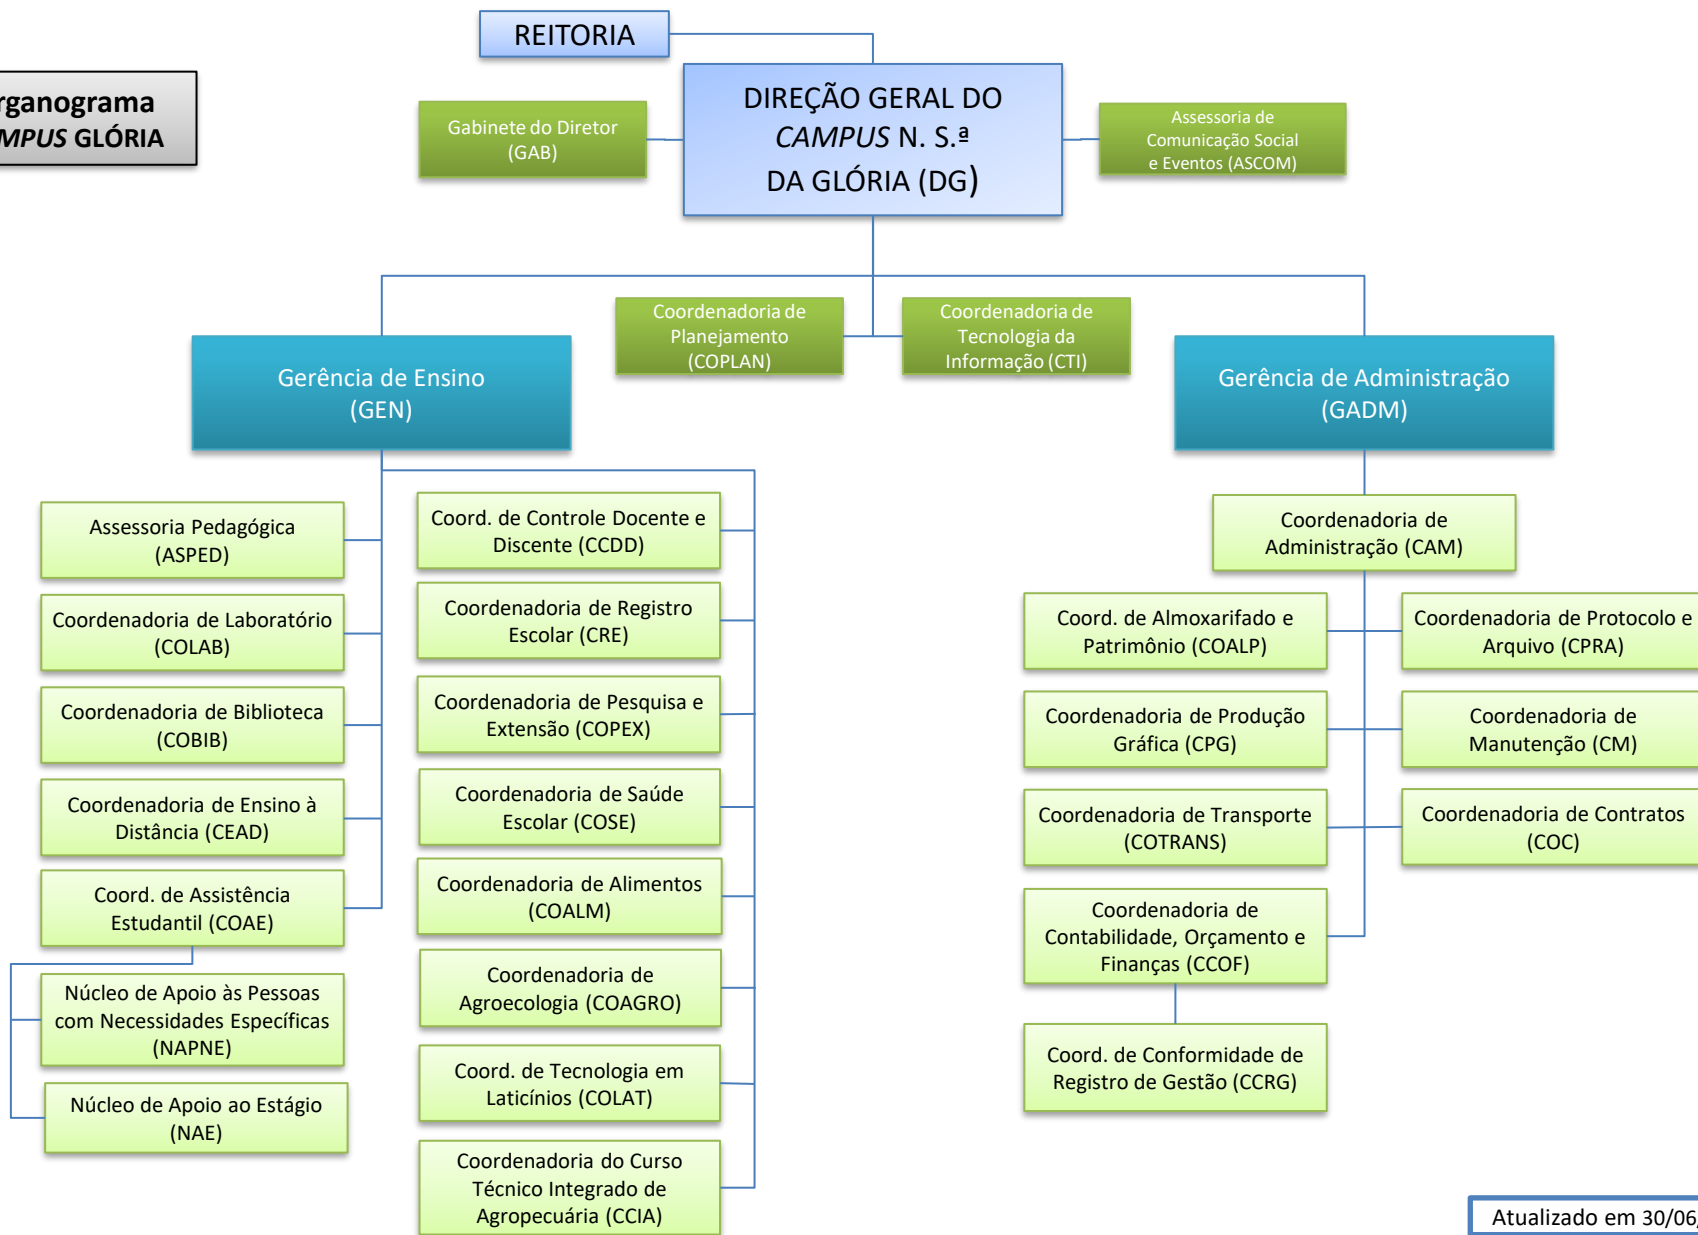 REITORIA
rganograma
MPUS GLÓRIA
DIREÇÃO GERAL DO
CAMPUS N. S.ª
DA GLÓRIA (DG)
Gabinete do Diretor
(GAB)
Assessoria de
Comunicação Social
e Eventos (ASCOM)
Coordenadoria de
Planejamento
(COPLAN)
Coordenadoria de
Tecnologia da
Informação (CTI)
Gerência de Ensino
(GEN)
Gerência de Administração
(GADM)
Assessoria Pedagógica
(ASPED)
Coordenadoria de Laboratório
(COLAB)
Coordenadoria de Biblioteca
(COBIB)
Coordenadoria de Ensino à
Distância (CEAD)
Coord. de Assistência
Estudantil (COAE)
Núcleo de Apoio às Pessoas
com Necessidades Específicas
(NAPNE)
Núcleo de Apoio ao Estágio
(NAE)
Coord. de Controle Docente e
Discente (CCDD)
Coordenadoria de Registro
Escolar (CRE)
Coordenadoria de Pesquisa e
Extensão (COPEX)
Coordenadoria de Saúde
Escolar (COSE)
Coordenadoria de Alimentos
(COALM)
Coordenadoria de
Agroecologia (COAGRO)
Coord. de Tecnologia em
Laticínios (COLAT)
Coordenadoria do Curso
Técnico Integrado de
Agropecuária (CCIA)
Coordenadoria de
Administração (CAM)
Coord. de Almoxarifado e
Patrimônio (COALP)
Coordenadoria de Protocolo e
Arquivo (CPRA)
Coordenadoria de Produção
Gráfica (CPG)
Coordenadoria de
Manutenção (CM)
Coordenadoria de Transporte
(COTRANS)
Coordenadoria de Contratos
(COC)
Coordenadoria de
Contabilidade, Orçamento e
Finanças (CCOF)
Coord. de Conformidade de
Registro de Gestão (CCRG)
Atualizado em 30/06/